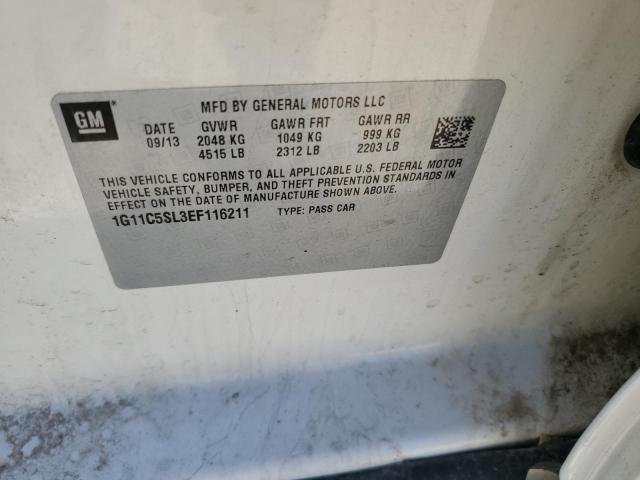 GM
MFD BY GENERAL MOTORS LLC
DATE GVWR GAWR FRT GAWR RR
09/13 2048 KG 1049 KG 999 KG
4515 LB 2312 LB 2203 LB
THIS VEHICLE CONFORMS TO ALL APPLICABLE U.S. FEDERAL MOTOR
VEHICLE SAFETY, BUMPER, AND THEFT PREVENTION STANDARDS IN
EFFECT ON THE DATE OF MANUFACTURE SHOWN ABOVE.
1G11C5SL3EF116211 TYPE: PASS CAR